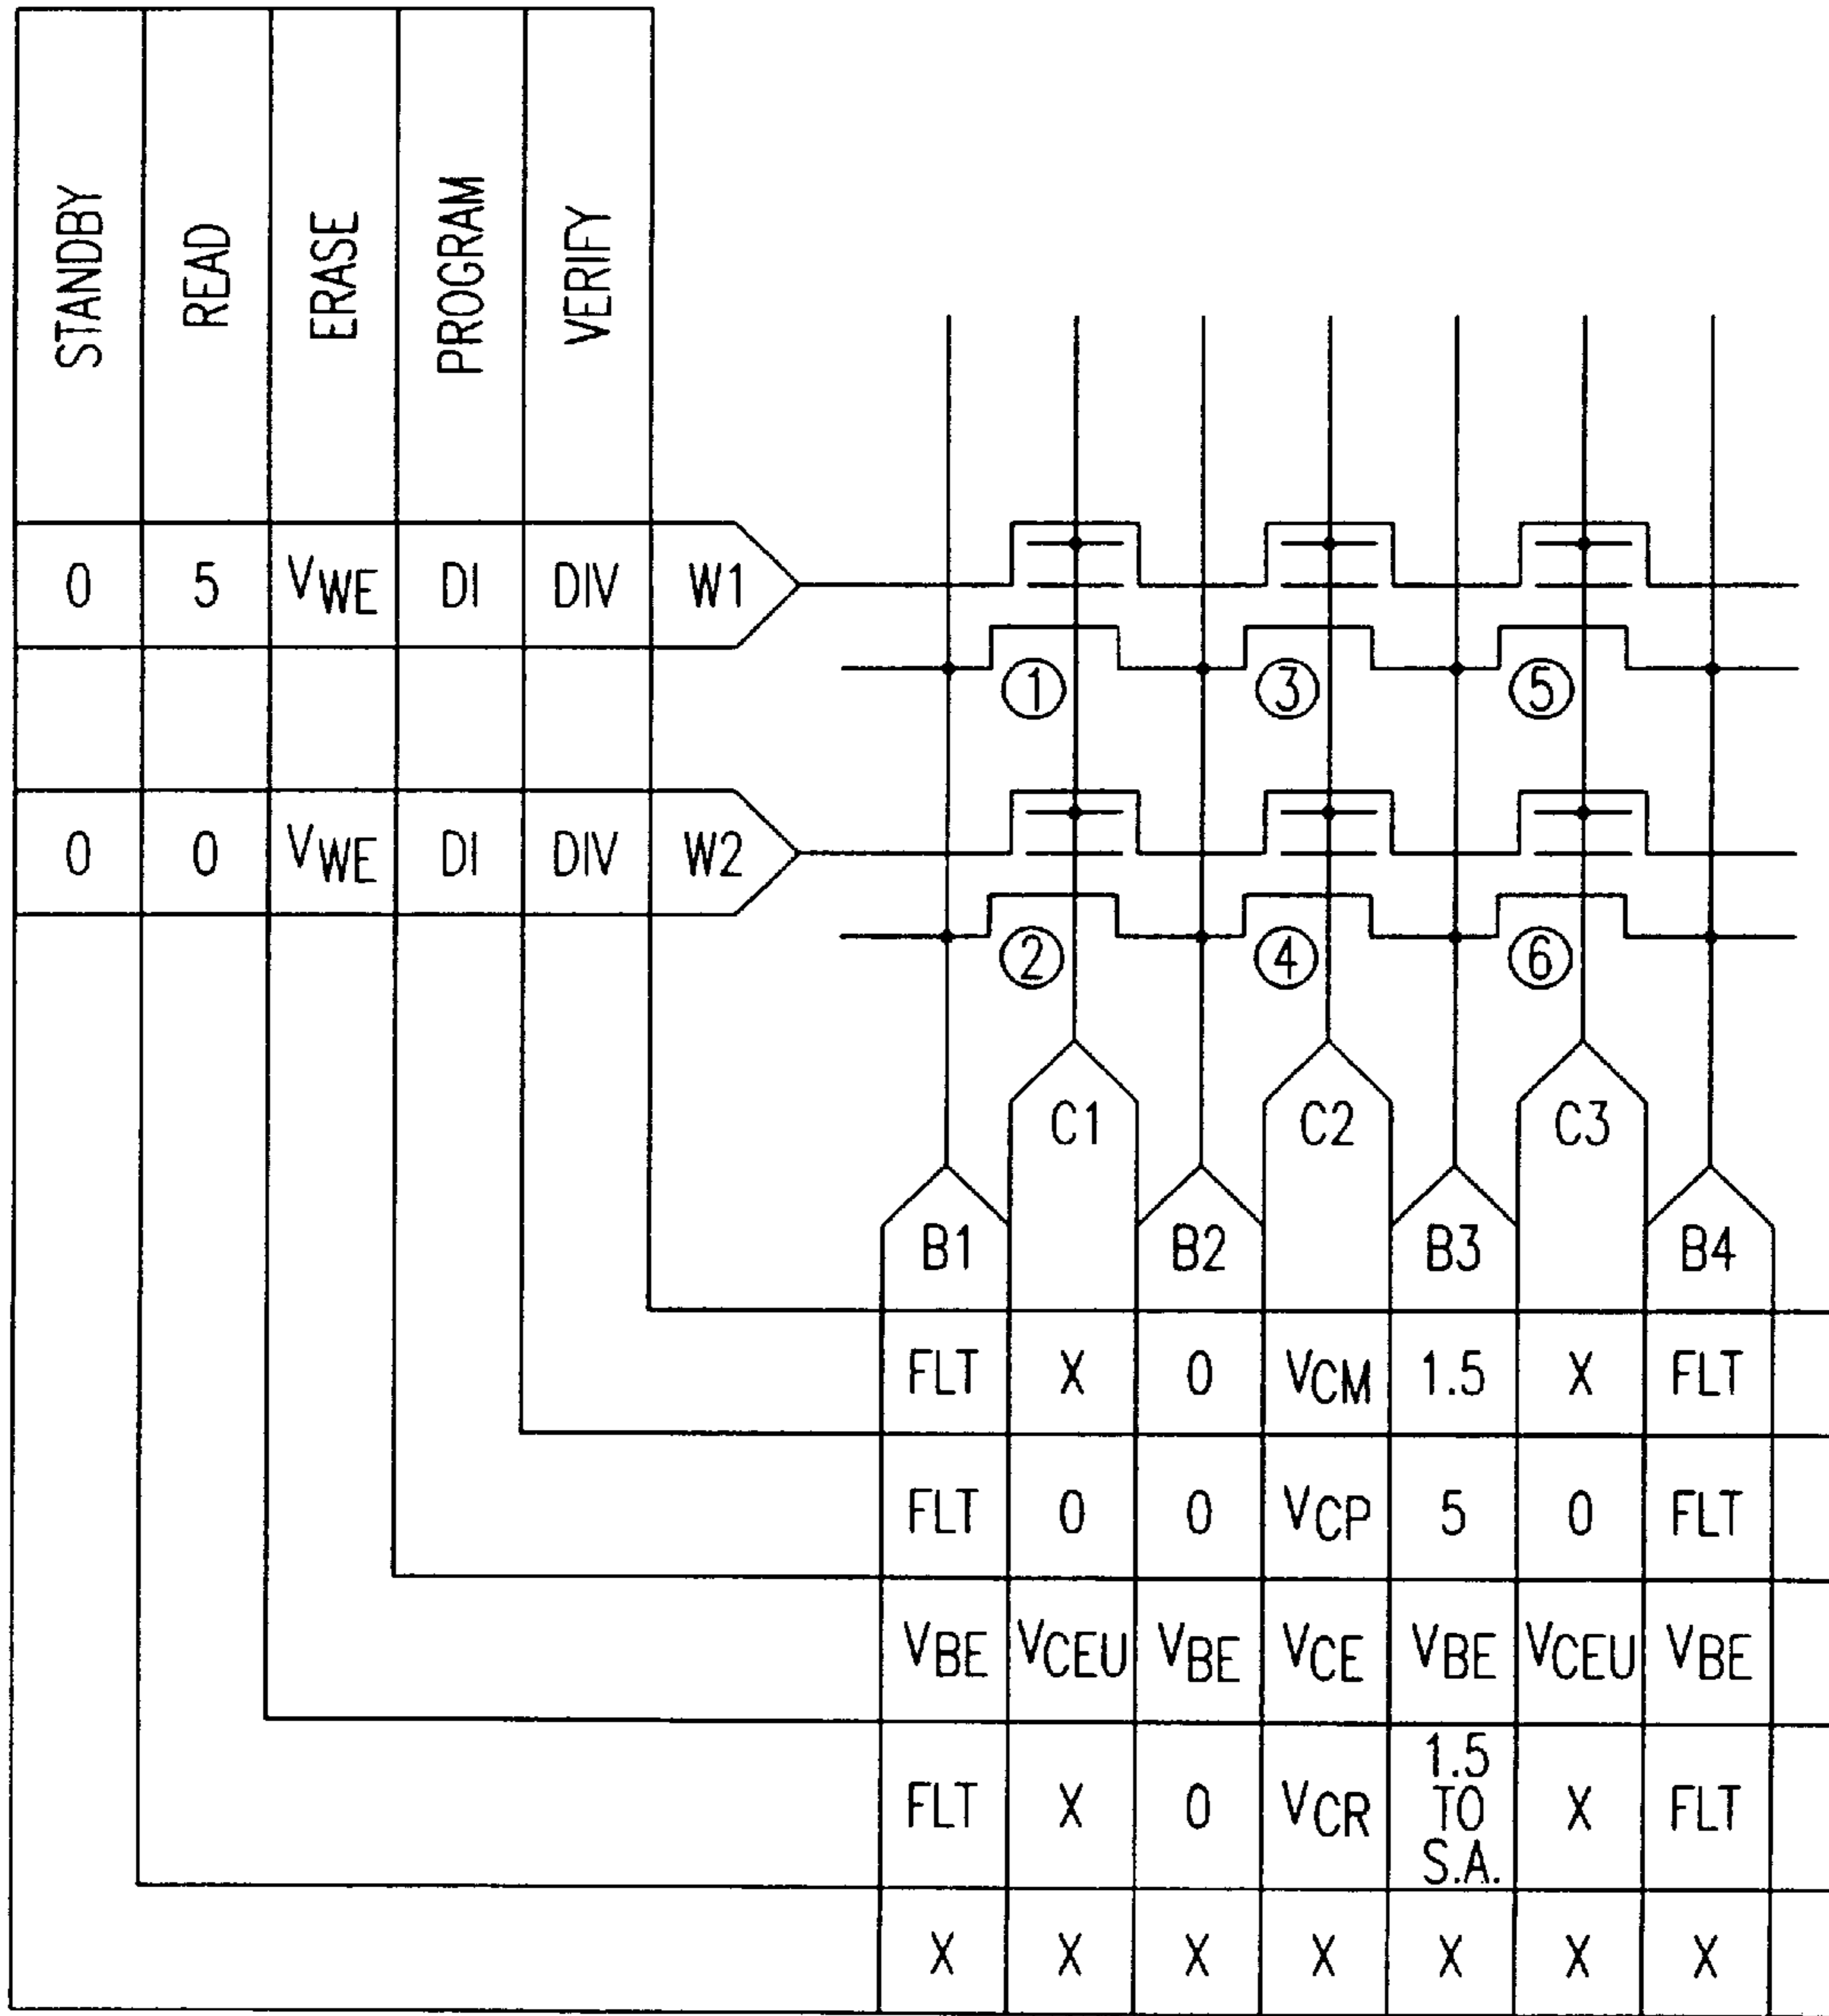 STANDBY
READ
ERASE
PROGRAM
VERIFY
0 5 VWE DI DIV W1
1 3 5
0 0 VWE DI DIV W2
2 4 6
C1 C2 C3
B1 B2 B3 B4
FLT X 0 VCM 1.5 X FLT
FLT 0 0 VCP 5 0 FLT
VBE VCEU VBE VCE VBE VCEU VBE
FLT X 0 VCR 1.5 TO S.A. X FLT
X X X X X X X